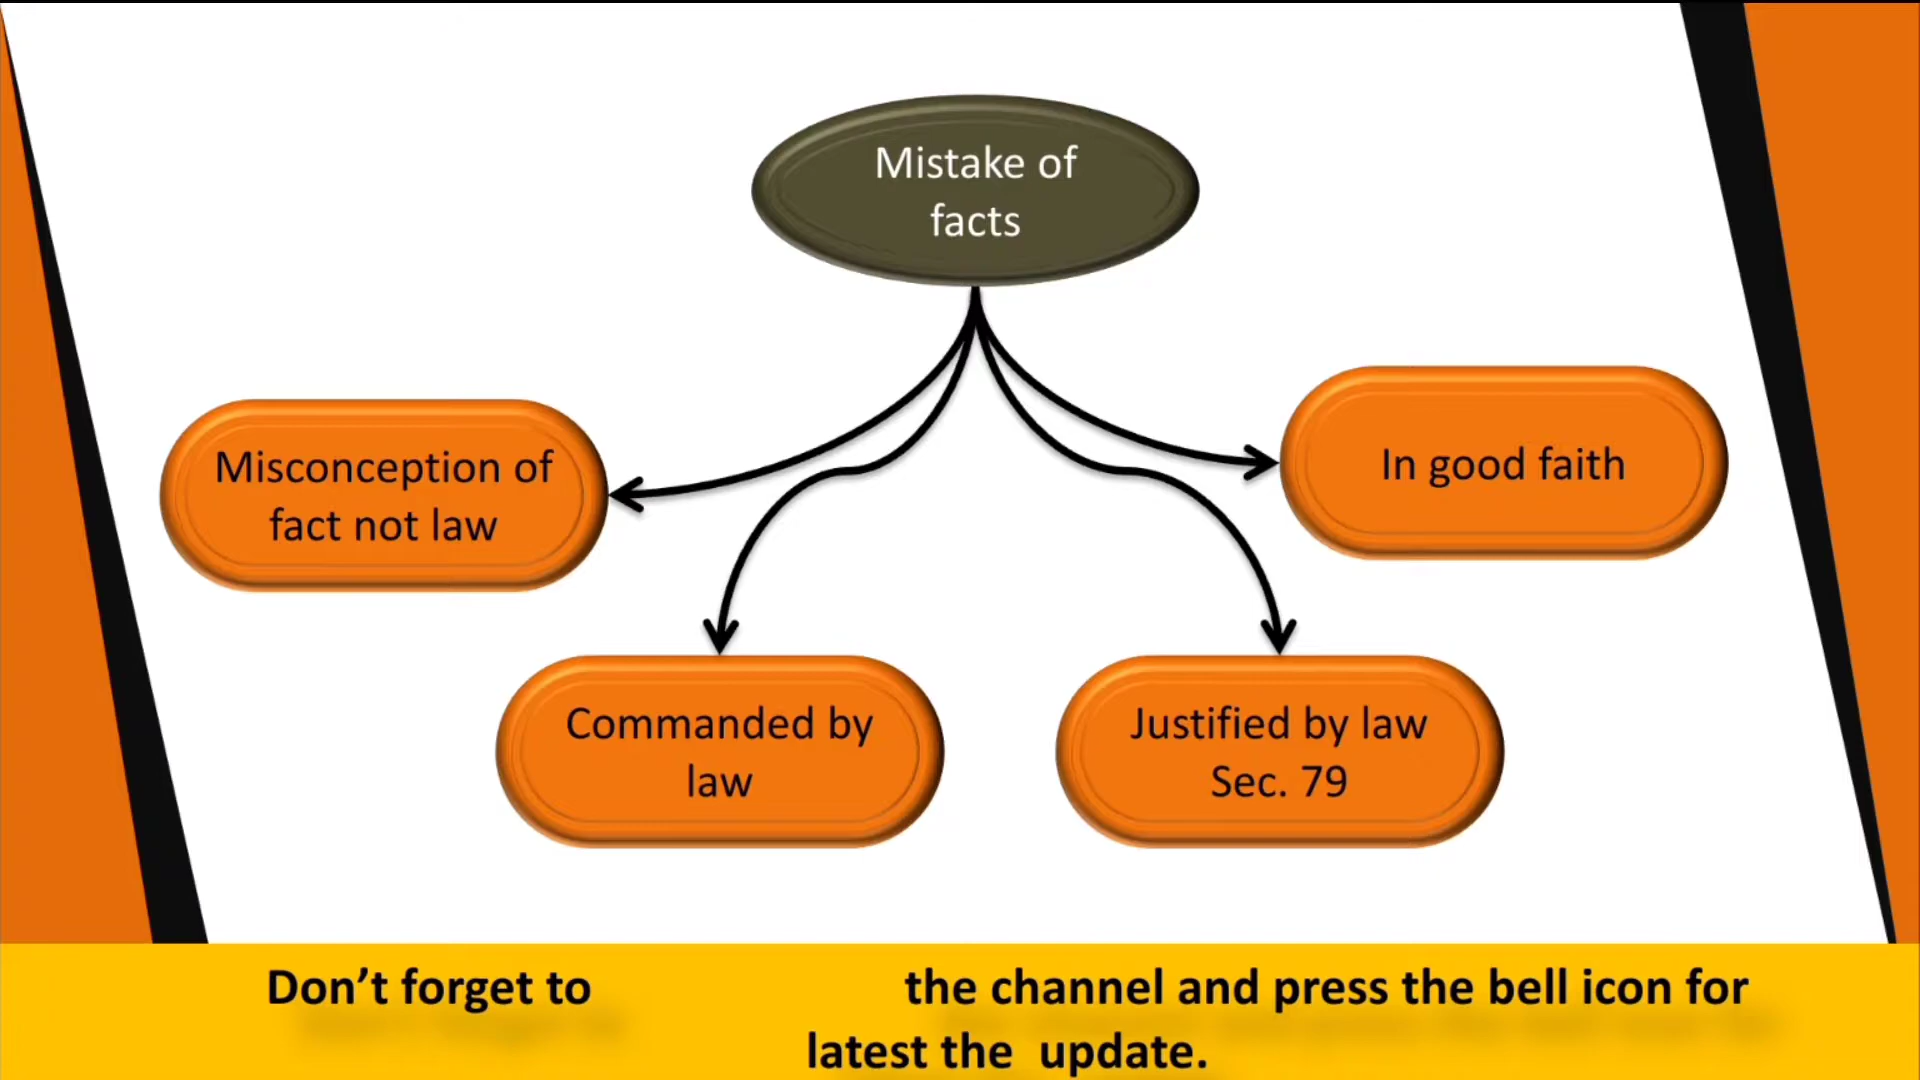 Mistake of
facts
Misconception of
fact not law
In good faith
Commanded by
law
Justified by law
Sec. 79
Don’t forget to the channel and press the bell icon for
latest the update.